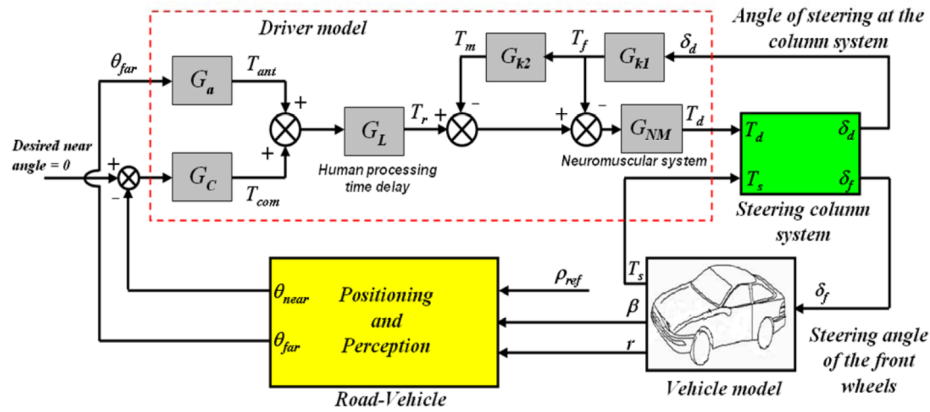 Driver model
Angle of steering at the
column system
θfar
Ga
Tant
Tm
Gk2
Tf
Gk1
δd
+
−
−
Desired near
angle = 0
+
−
GC
+
Tcom
GL
Tr
+
+
GNM
Td
Human processing
time delay
Neuromuscular system
Td
δd
Ts
δf
Steering column
system
θnear
θfar
Positioning
and
Perception
ρref
β
r
Ts
δf
Steering angle
of the front
wheels
Vehicle model
Road-Vehicle